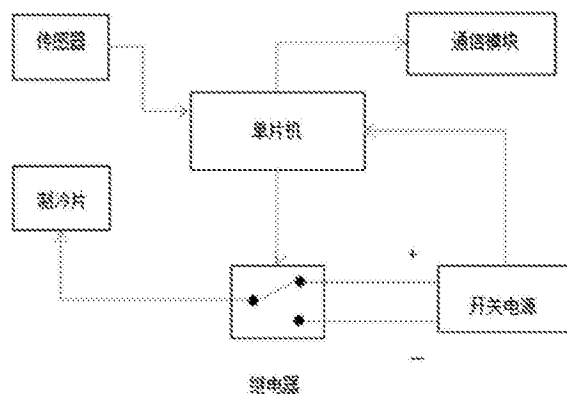 传感器
通信模块
单片机
制冷片
+
开关电源
—
继电器